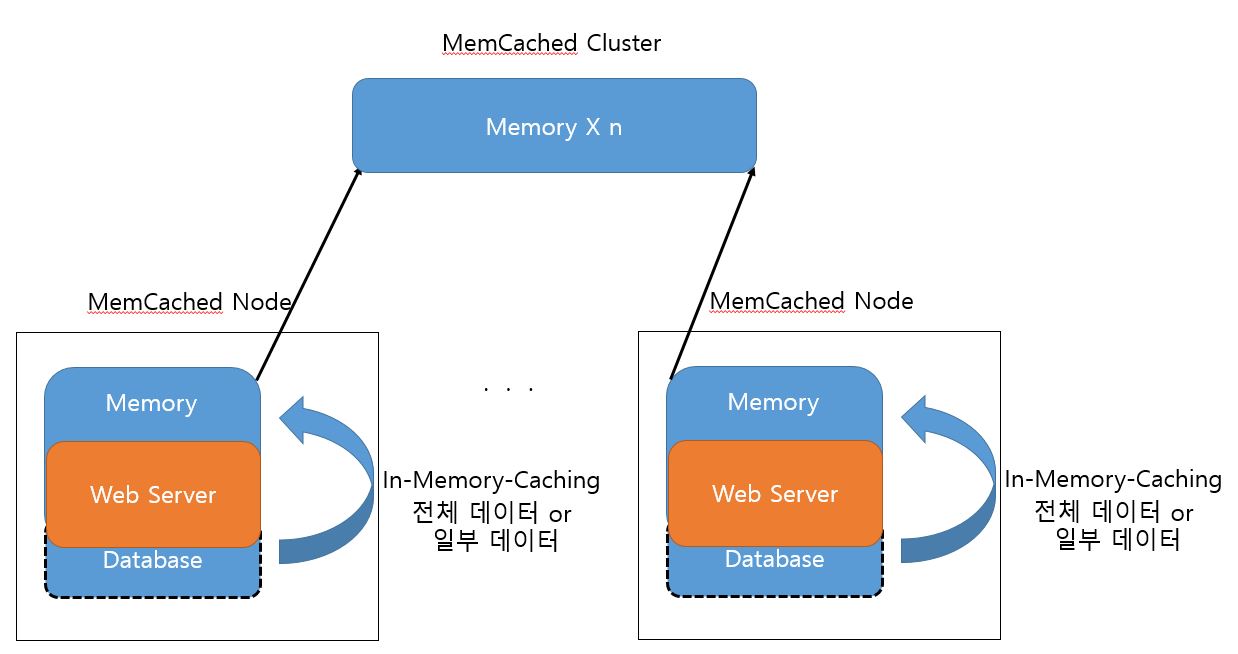 MemCached Cluster
Memory X n
MemCached Node
Memory
Web Server
Database
In-Memory-Caching
전체 데이터 or
일부 데이터
. . .
MemCached Node
Memory
Web Server
Database
In-Memory-Caching
전체 데이터 or
일부 데이터